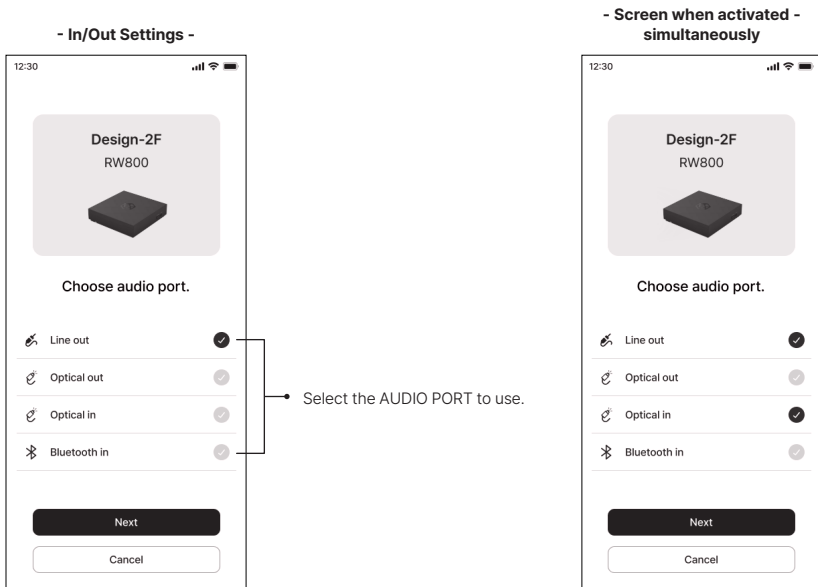 - In/Out Settings -
12:30
Design-2F
RW800
Choose audio port.
Line out
Optical out
Optical in
Bluetooth in
Next
Cancel
Select the AUDIO PORT to use.
- Screen when activated -
simultaneously
12:30
Design-2F
RW800
Choose audio port.
Line out
Optical out
Optical in
Bluetooth in
Next
Cancel